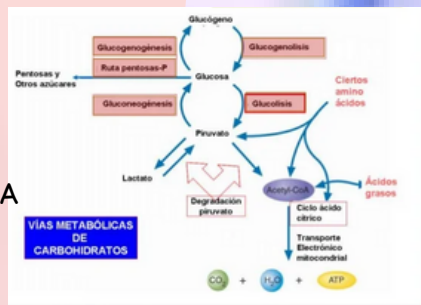 Glucógeno
Glucogenogénesis
Glucogenolisis
Ruta pentosas-P
Pentosas y
Otros azúcares
Glucosa
Ciertos
amino
ácidos
Gluconeogénesis
Glucolisis
Piruvato
Lactato
A
Degradación
piruvato
Acetyl-CoA
Ácidos
grasos
Ciclo ácido
cítrico
VÍAS METABÓLICAS
DE
CARBOHIDRATOS
Transporte
Electrónico
mitocondrial
CO2 + H2O + ATP